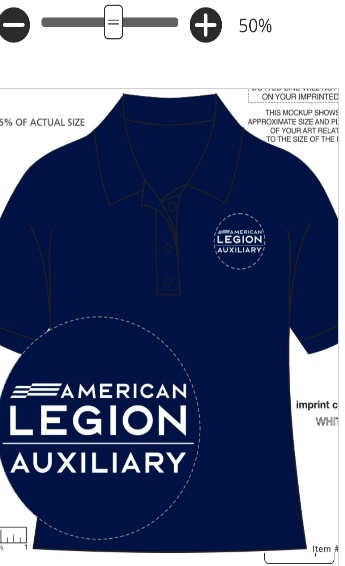 50%
ON YOUR IMPRINTED
THIS MOCKUP SHOWS
5% OF ACTUAL SIZE
APPROXIMATE SIZE AND
OF YOUR ART RELAT
TO THE SIZE OF THE
AMERICAN
LEGION
AUXILIARY
AMERICAN
LEGION
AUXILIARY
imprint c
WHIT
1
Item #